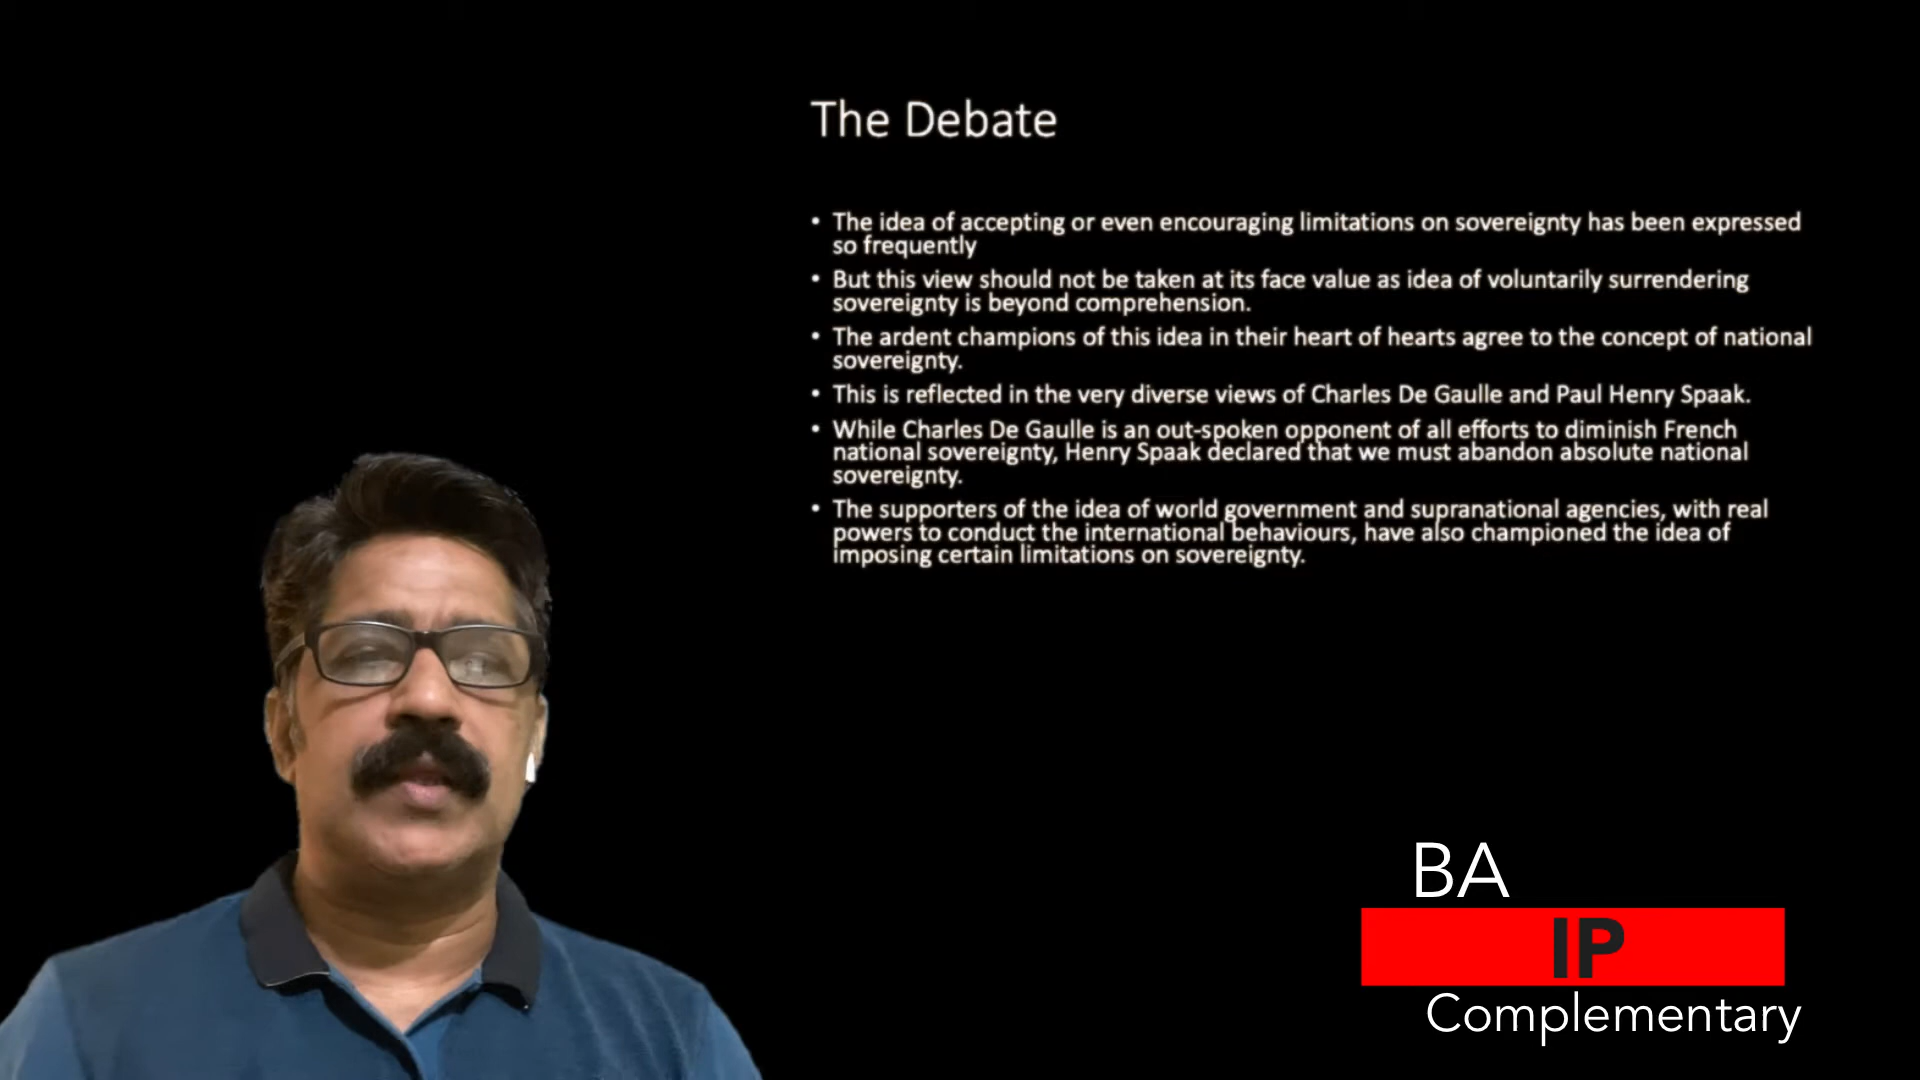 The Debate
• The idea of accepting or even encouraging limitations on sovereignty has been expressed
so frequently
• But this view should not be taken at its face value as idea of voluntarily surrendering
sovereignty is beyond comprehension.
• The ardent champions of this idea in their heart of hearts agree to the concept of national
sovereignty.
• This is reflected in the very diverse views of Charles De Gaulle and Paul Henry Spaak.
• While Charles De Gaulle is an out-spoken opponent of all efforts to diminish French
national sovereignty, Henry Spaak declared that we must abandon absolute national
sovereignty.
• The supporters of the idea of world government and supranational agencies, with real
powers to conduct the international behaviours, have also championed the idea of
imposing certain limitations on sovereignty.
BA
IP
Complementary